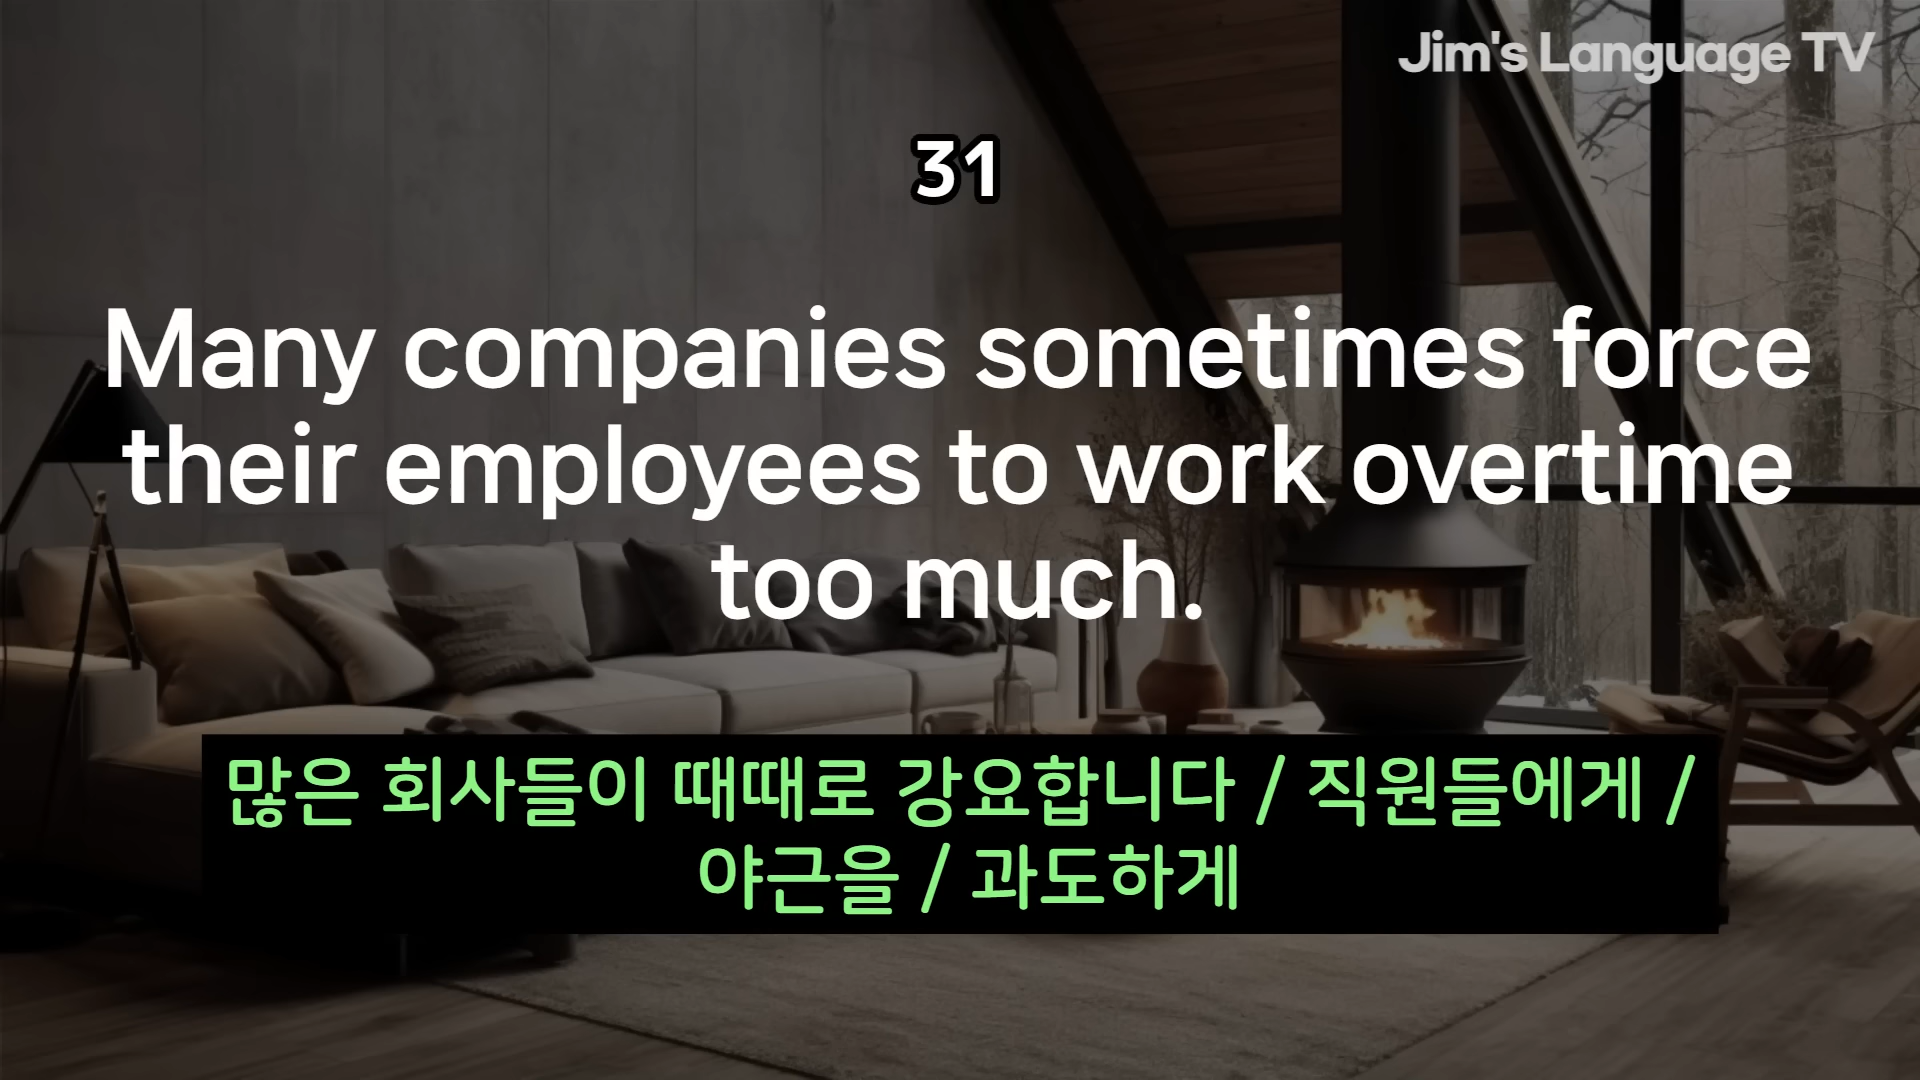 Jim's Language TV
31
Many companies sometimes force
their employees to work overtime
too much.
많은 회사들이 때때로 강요합니다 / 직원들에게 /
야근을 / 과도하게